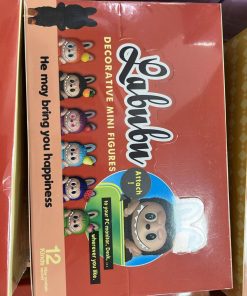 Labubu
DECORATIVE MINI FIGURES
Attach
!
to your PC monitor, Desk, ...
wherever you like.
He may bring you happiness
12